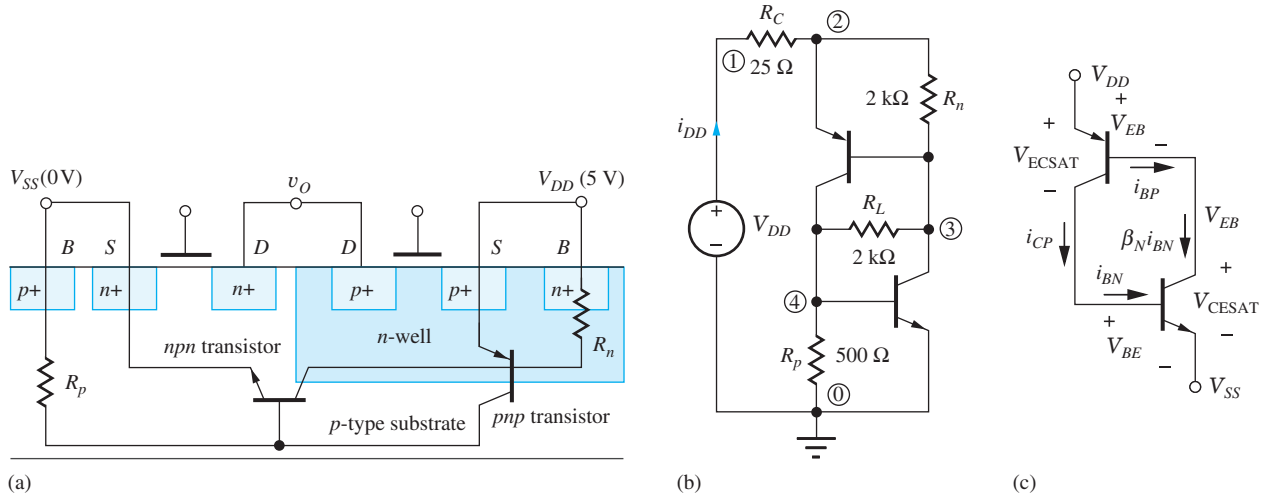 V_SS (0 V)
v_O
V_DD (5 V)
B
S
D
D
S
B
p+
n+
n+
p+
p+
n+
npn transistor
n-well
R_n
R_p
p-type substrate
pnp transistor
(a)
R_C
②
①
25 Ω
2 kΩ
R_n
i_DD
R_L
V_DD
③
2 kΩ
④
R_p
500 Ω
⓪
+
−
(b)
V_DD
+
+
V_EB
−
V_ECSAT
−
i_BP
V_EB
i_CP
β_N i_BN
i_BN
+
V_CESAT
+
V_BE
−
−
V_SS
(c)